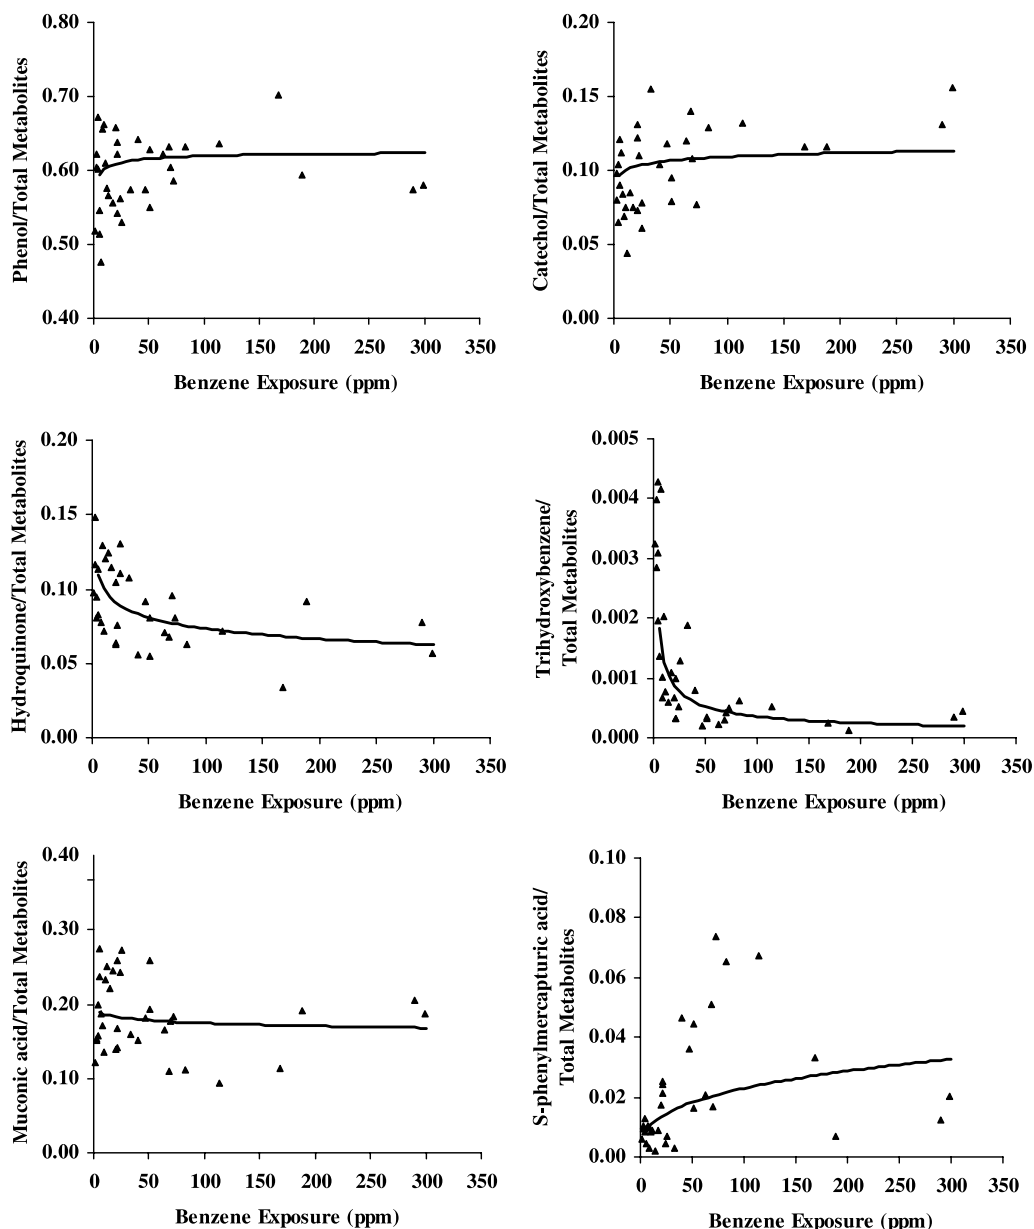 Phenol/Total Metabolites
0.80
0.70
0.60
0.50
0.40
0 50 100 150 200 250 300 350
Benzene Exposure (ppm)
Catechol/Total Metabolites
0.20
0.15
0.10
0.05
0.00
0 50 100 150 200 250 300 350
Benzene Exposure (ppm)
Hydroquinone/Total Metabolites
0.20
0.15
0.10
0.05
0.00
0 50 100 150 200 250 300 350
Benzene Exposure (ppm)
Trihydroxybenzene/
Total Metabolites
0.005
0.004
0.003
0.002
0.001
0.000
0 50 100 150 200 250 300 350
Benzene Exposure (ppm)
Muconic acid/Total Metabolites
0.40
0.30
0.20
0.10
0.00
0 50 100 150 200 250 300 350
Benzene Exposure (ppm)
S-phenylmercapturic acid/
Total Metabolites
0.10
0.08
0.06
0.04
0.02
0.00
0 50 100 150 200 250 300 350
Benzene Exposure (ppm)